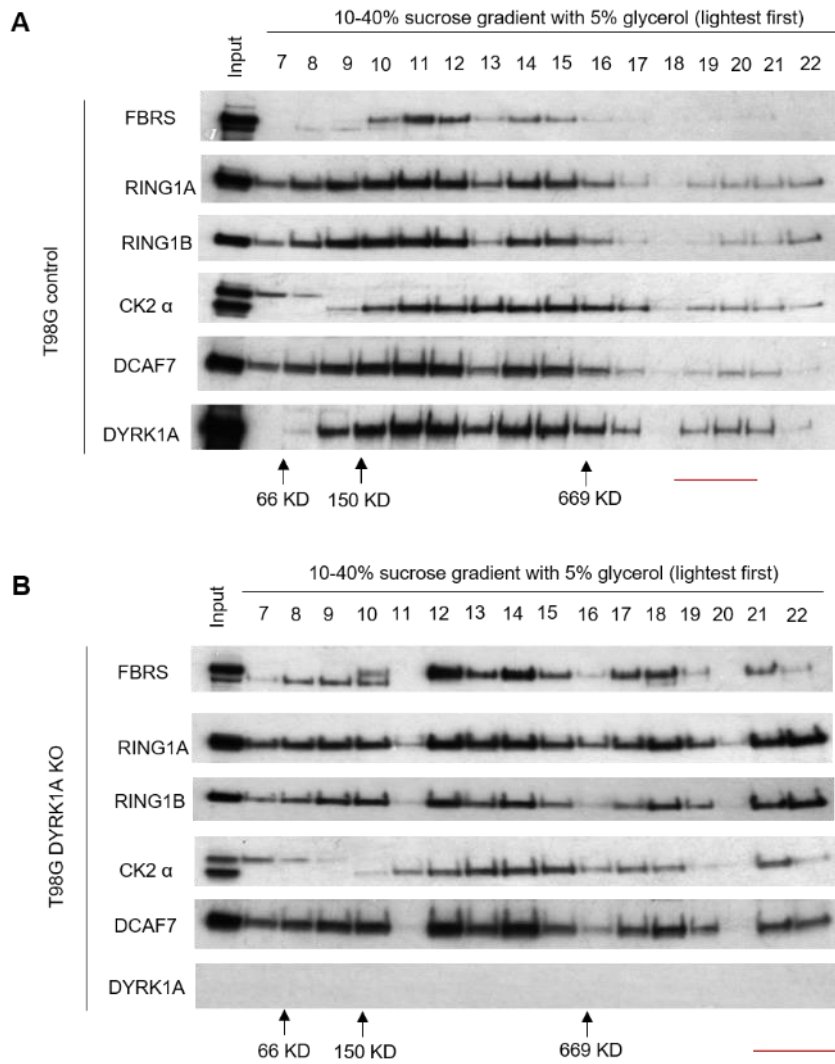 A
10-40% sucrose gradient with 5% glycerol (lightest first)
Input 7 8 9 10 11 12 13 14 15 16 17 18 19 20 21 22
T98G control
FBRS
RING1A
RING1B
CK2 α
DCAF7
DYRK1A
66 KD 150 KD 669 KD
B
10-40% sucrose gradient with 5% glycerol (lightest first)
Input 7 8 9 10 11 12 13 14 15 16 17 18 19 20 21 22
T98G DYRK1A KO
FBRS
RING1A
RING1B
CK2 α
DCAF7
DYRK1A
66 KD 150 KD 669 KD